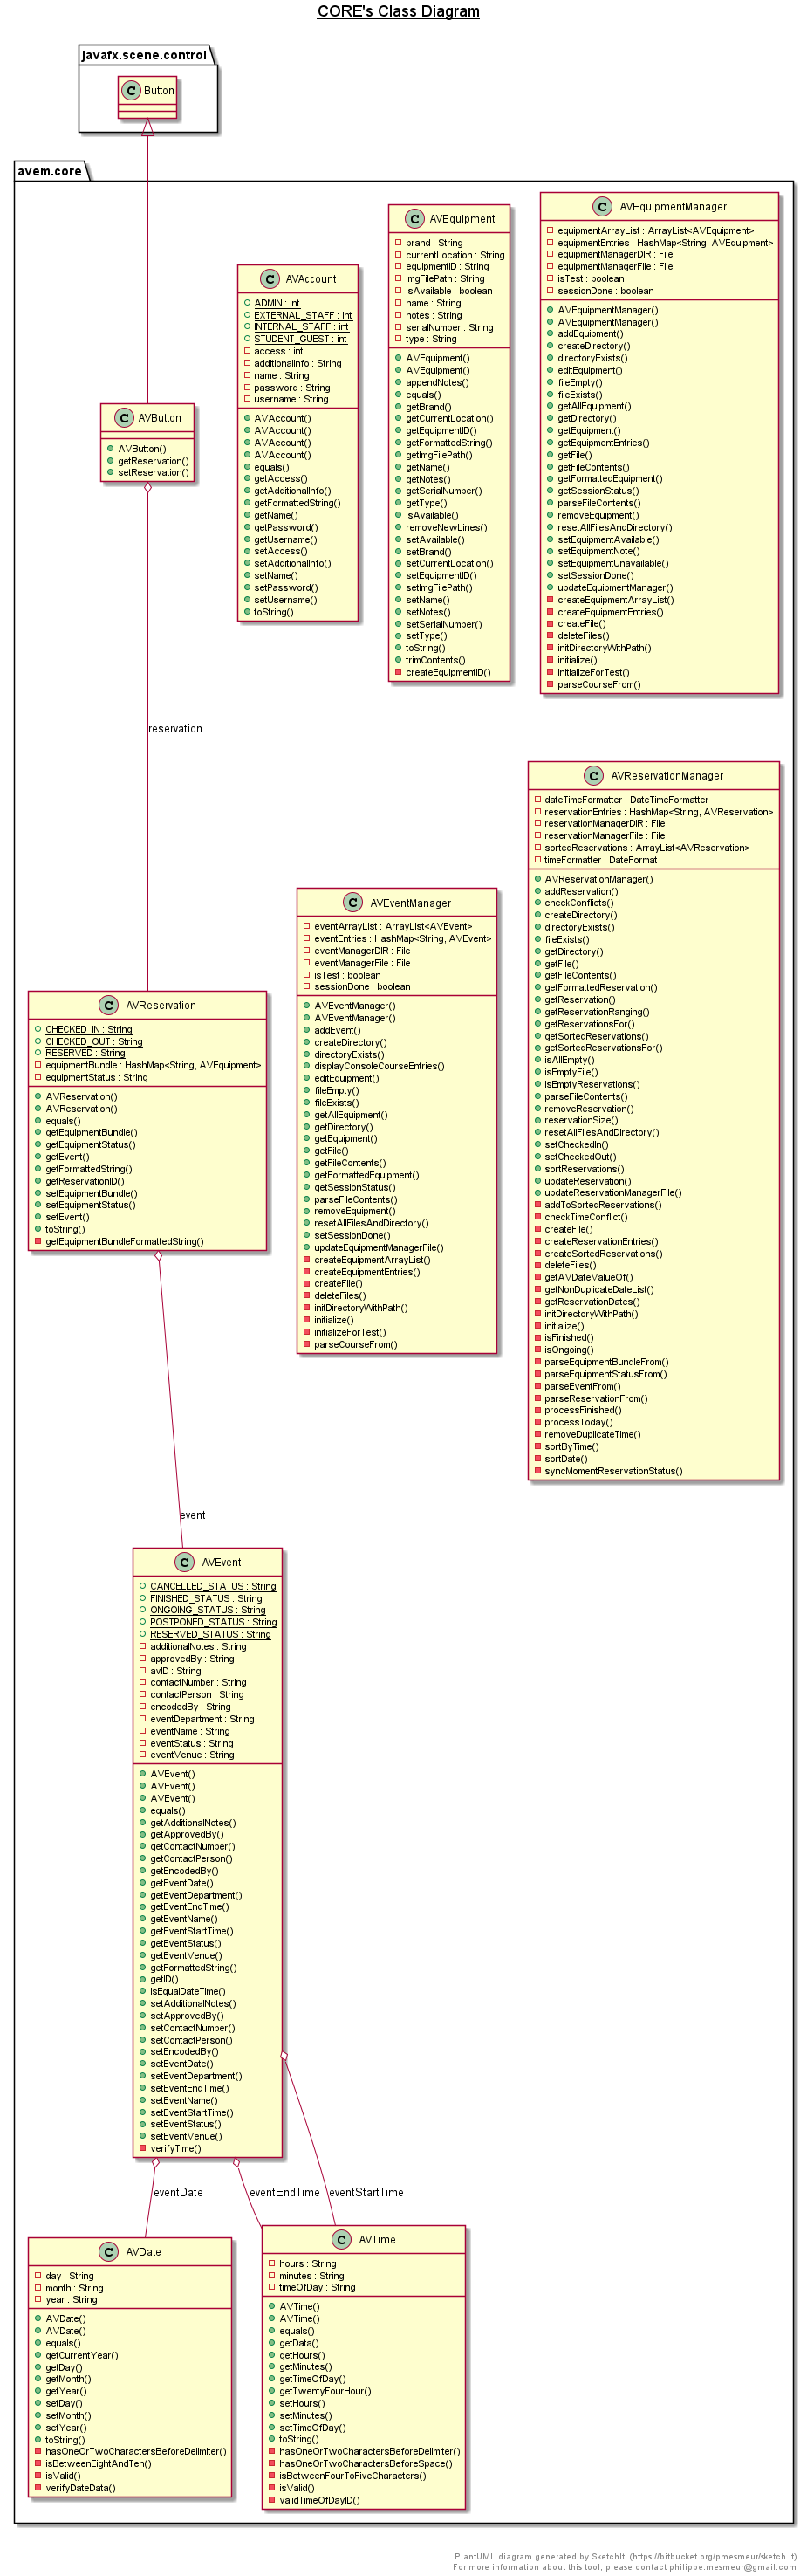 CORE's Class Diagram
javafx.scene.control
C Button
avem.core
C AVAccount
ADMIN : int
EXTERNAL_STAFF : int
INTERNAL_STAFF : int
STUDENT_GUEST : int
access : int
additionalInfo : String
name : String
password : String
username : String
AVAccount()
AVAccount()
AVAccount()
AVAccount()
equals()
getAccess()
getAdditionalInfo()
getFormattedString()
getName()
getPassword()
getUsername()
setAccess()
setAdditionalInfo()
setName()
setPassword()
setUsername()
toString()
C AVEquipment
brand : String
currentLocation : String
equipmentID : String
imgFilePath : String
isAvailable : boolean
name : String
notes : String
serialNumber : String
type : String
AVEquipment()
AVEquipment()
appendNotes()
equals()
getBrand()
getCurrentLocation()
getEquipmentID()
getFormattedString()
getImgFilePath()
getName()
getNotes()
getSerialNumber()
getType()
isAvailable()
removeNewLines()
setAvailable()
setBrand()
setCurrentLocation()
setEquipmentID()
setImgFilePath()
setName()
setNotes()
setSerialNumber()
setType()
toString()
trimContents()
createEquipmentID()
C AVEquipmentManager
equipmentArrayList : ArrayList<AVEquipment>
equipmentEntries : HashMap<String, AVEquipment>
equipmentManagerDIR : File
equipmentManagerFile : File
isTest : boolean
sessionDone : boolean
AVEquipmentManager()
AVEquipmentManager()
addEquipment()
createDirectory()
directoryExists()
editEquipment()
fileEmpty()
fileExists()
getAllEquipment()
getDirectory()
getEquipment()
getEquipmentEntries()
getFile()
getFileContents()
getFormattedEquipment()
getSessionStatus()
parseFileContents()
removeEquipment()
resetAllFilesAndDirectory()
setEquipmentAvailable()
setEquipmentNote()
setEquipmentUnavailable()
setSessionDone()
updateEquipmentManager()
createEquipmentArrayList()
createEquipmentEntries()
createFile()
deleteFiles()
initDirectoryWithPath()
initialize()
initializeForTest()
parseCourseFrom()
C AVButton
AVButton()
getReservation()
setReservation()
reservation
C AVReservationManager
dateTimeFormatter : DateTimeFormatter
reservationEntries : HashMap<String, AVReservation>
reservationManagerDIR : File
reservationManagerFile : File
sortedReservations : ArrayList<AVReservation>
timeFormatter : DateFormat
AVReservationManager()
addReservation()
checkConflicts()
createDirectory()
directoryExists()
fileExists()
getDirectory()
getFile()
getFileContents()
getFormattedReservation()
getReservation()
getReservationRanging()
getReservationsFor()
getSortedReservations()
getSortedReservationsFor()
isAllEmpty()
isEmptyFile()
isEmptyReservations()
parseFileContents()
removeReservation()
reservationSize()
resetAllFilesAndDirectory()
setCheckedIn()
setCheckedOut()
sortReservations()
updateReservation()
updateReservationManagerFile()
addToSortedReservations()
checkTimeConflict()
createFile()
createReservationEntries()
createSortedReservations()
deleteFiles()
getAVDateValueOf()
getNonDuplicateDateList()
getReservationDates()
initDirectoryWithPath()
initialize()
isFinished()
isOngoing()
parseEquipmentBundleFrom()
parseEquipmentStatusFrom()
parseEventFrom()
parseReservationFrom()
processFinished()
processToday()
removeDuplicateTime()
sortByTime()
sortDate()
syncMomentReservationStatus()
C AVEventManager
eventArrayList : ArrayList<AVEvent>
eventEntries : HashMap<String, AVEvent>
eventManagerDIR : File
eventManagerFile : File
isTest : boolean
sessionDone : boolean
AVEventManager()
AVEventManager()
addEvent()
createDirectory()
directoryExists()
displayConsoleCourseEntries()
editEquipment()
fileEmpty()
fileExists()
getAllEquipment()
getDirectory()
getEquipment()
getFile()
getFileContents()
getFormattedEquipment()
getSessionStatus()
parseFileContents()
removeEquipment()
resetAllFilesAndDirectory()
setSessionDone()
updateEquipmentManagerFile()
createEquipmentArrayList()
createEquipmentEntries()
createFile()
deleteFiles()
initDirectoryWithPath()
initialize()
initializeForTest()
parseCourseFrom()
C AVReservation
CHECKED_IN : String
CHECKED_OUT : String
RESERVED : String
equipmentBundle : HashMap<String, AVEquipment>
equipmentStatus : String
AVReservation()
AVReservation()
equals()
getEquipmentBundle()
getEquipmentStatus()
getEvent()
getFormattedString()
getReservationID()
setEquipmentBundle()
setEquipmentStatus()
setEvent()
toString()
getEquipmentBundleFormattedString()
event
C AVEvent
CANCELLED_STATUS : String
FINISHED_STATUS : String
ONGOING_STATUS : String
POSTPONED_STATUS : String
RESERVED_STATUS : String
additionalNotes : String
approvedBy : String
avID : String
contactNumber : String
contactPerson : String
encodedBy : String
eventDepartment : String
eventName : String
eventStatus : String
eventVenue : String
AVEvent()
AVEvent()
AVEvent()
equals()
getAdditionalNotes()
getApprovedBy()
getContactNumber()
getContactPerson()
getEncodedBy()
getEventDate()
getEventDepartment()
getEventEndTime()
getEventName()
getEventStartTime()
getEventStatus()
getEventVenue()
getFormattedString()
getID()
isEqualDateTime()
setAdditionalNotes()
setApprovedBy()
setContactNumber()
setContactPerson()
setEncodedBy()
setEventDate()
setEventDepartment()
setEventEndTime()
setEventName()
setEventStartTime()
setEventStatus()
setEventVenue()
verifyTime()
eventDate
eventEndTime
eventStartTime
C AVDate
day : String
month : String
year : String
AVDate()
AVDate()
equals()
getCurrentYear()
getDay()
getMonth()
getYear()
setDay()
setMonth()
setYear()
toString()
hasOneOrTwoCharactersBeforeDelimiter()
isBetweenEightAndTen()
isValid()
verifyDateData()
C AVTime
hours : String
minutes : String
timeOfDay : String
AVTime()
AVTime()
equals()
getData()
getHours()
getMinutes()
getTimeOfDay()
getTwentyFourHour()
setHours()
setMinutes()
setTimeOfDay()
toString()
hasOneOrTwoCharactersBeforeDelimiter()
hasOneOrTwoCharactersBeforeSpace()
isBetweenFourToFiveCharacters()
isValid()
validTimeOfDayID()
PlantUML diagram generated by SketchIt! (https://bitbucket.org/pmesmeur/sketch.it)
For more information about this tool, please contact philippe.mesmeur@gmail.com